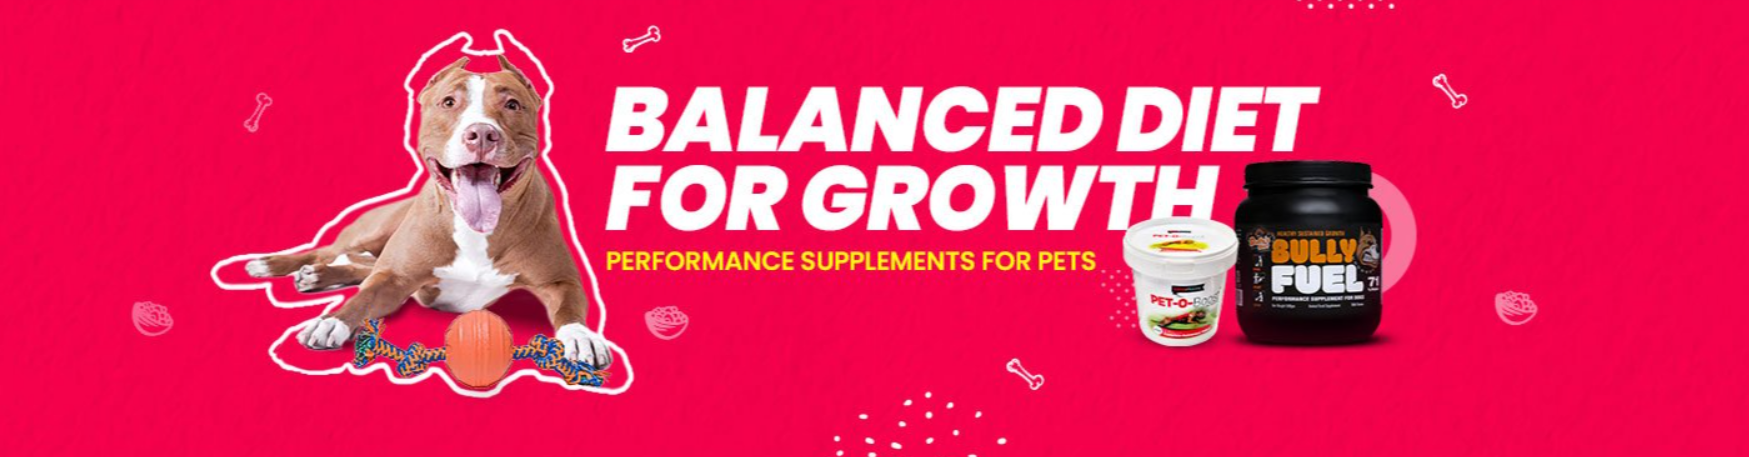 BALANCED DIET
FOR GROWTH
PERFORMANCE SUPPLEMENTS FOR PETS
PET-O-Boost
HEALTHY SUSTAINED GROWTH
BULLY
FUEL
71
PERFORMANCE SUPPLEMENT FOR DOGS